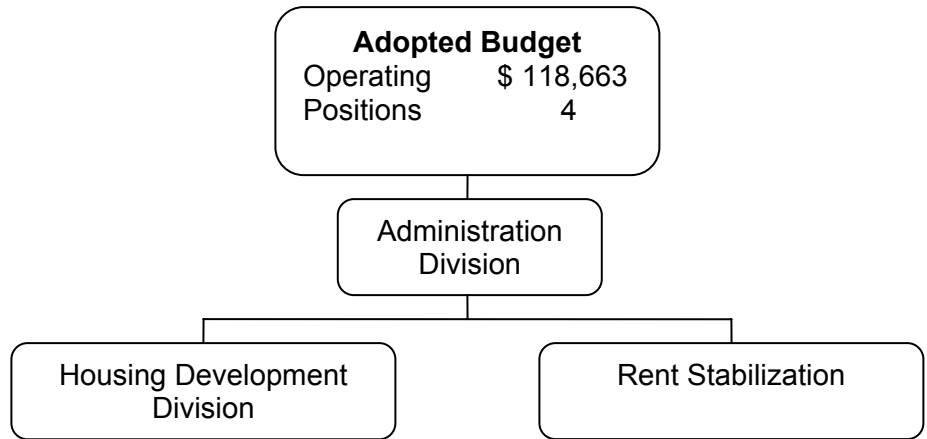 Adopted Budget
Operating $ 118,663
Positions 4
Administration
Division
Housing Development
Division
Rent Stabilization